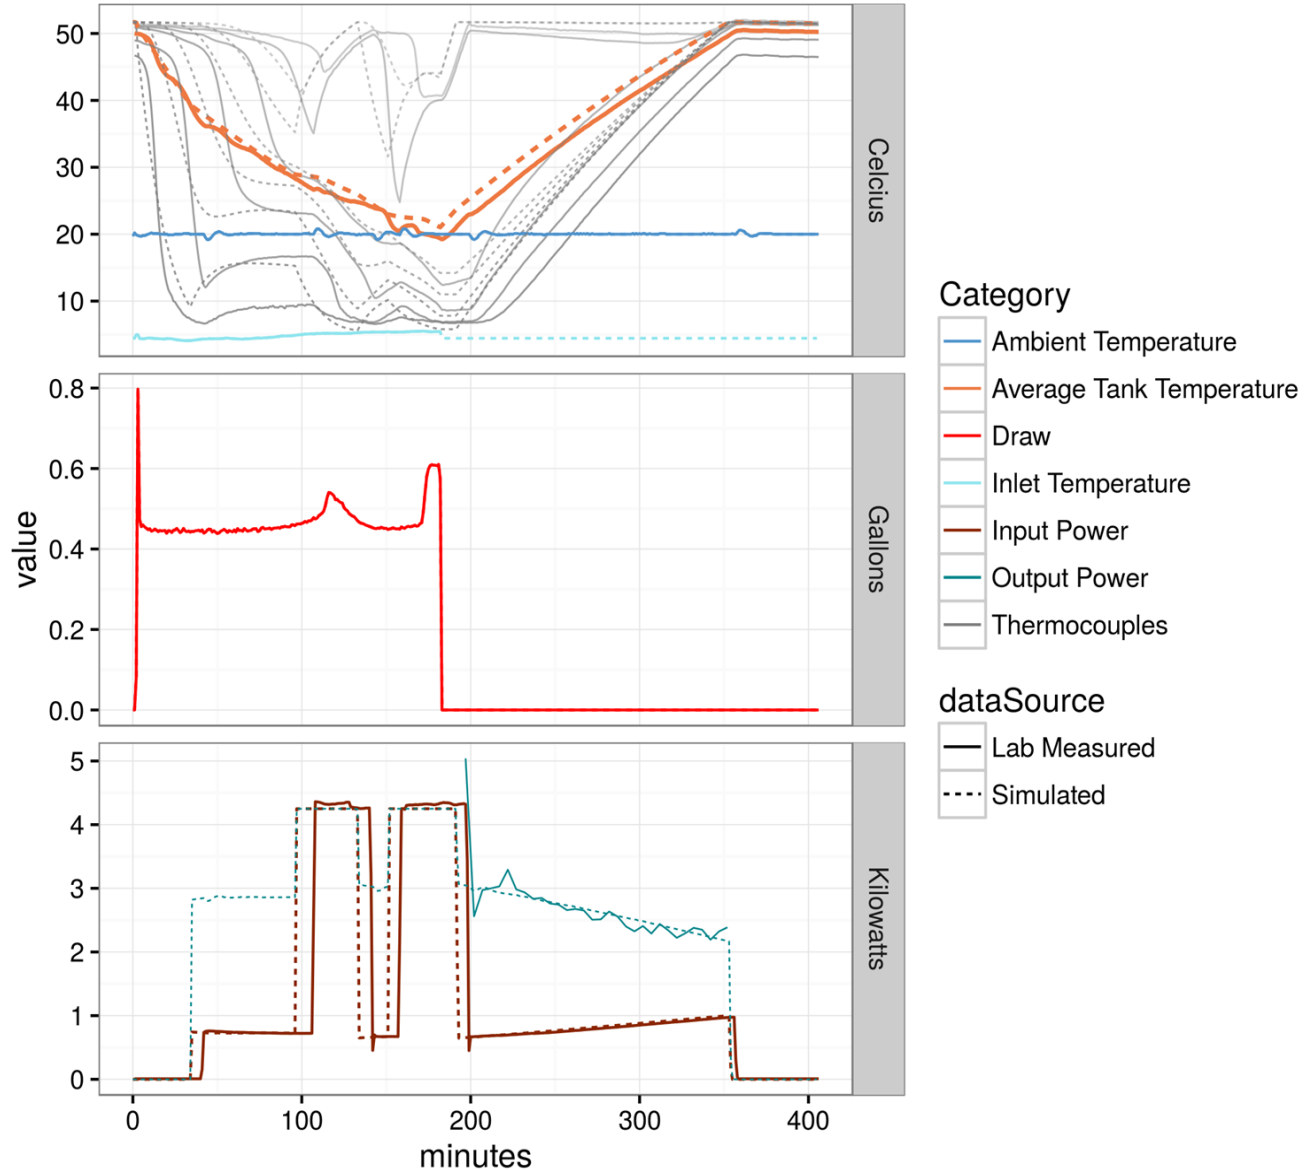 50
40
30
20
10
Celcius
0.8
0.6
0.4
0.2
0.0
Gallons
value
5
4
3
2
1
0
Kilowatts
0 100 200 300 400
minutes
Category
Ambient Temperature
Average Tank Temperature
Draw
Inlet Temperature
Input Power
Output Power
Thermocouples
dataSource
Lab Measured
Simulated